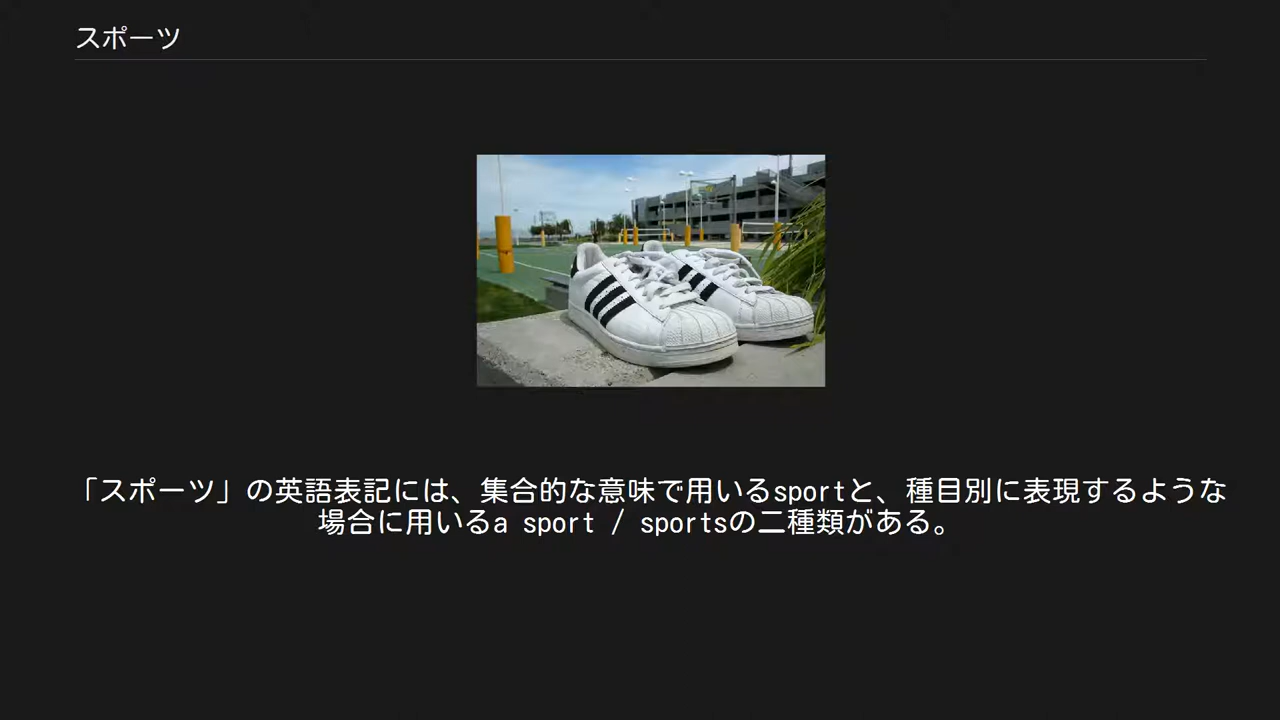 スポーツ
「スポーツ」の英語表記には、集合的な意味で用いるsportと、種目別に表現するような
場合に用いるa sport / sportsの二種類がある。